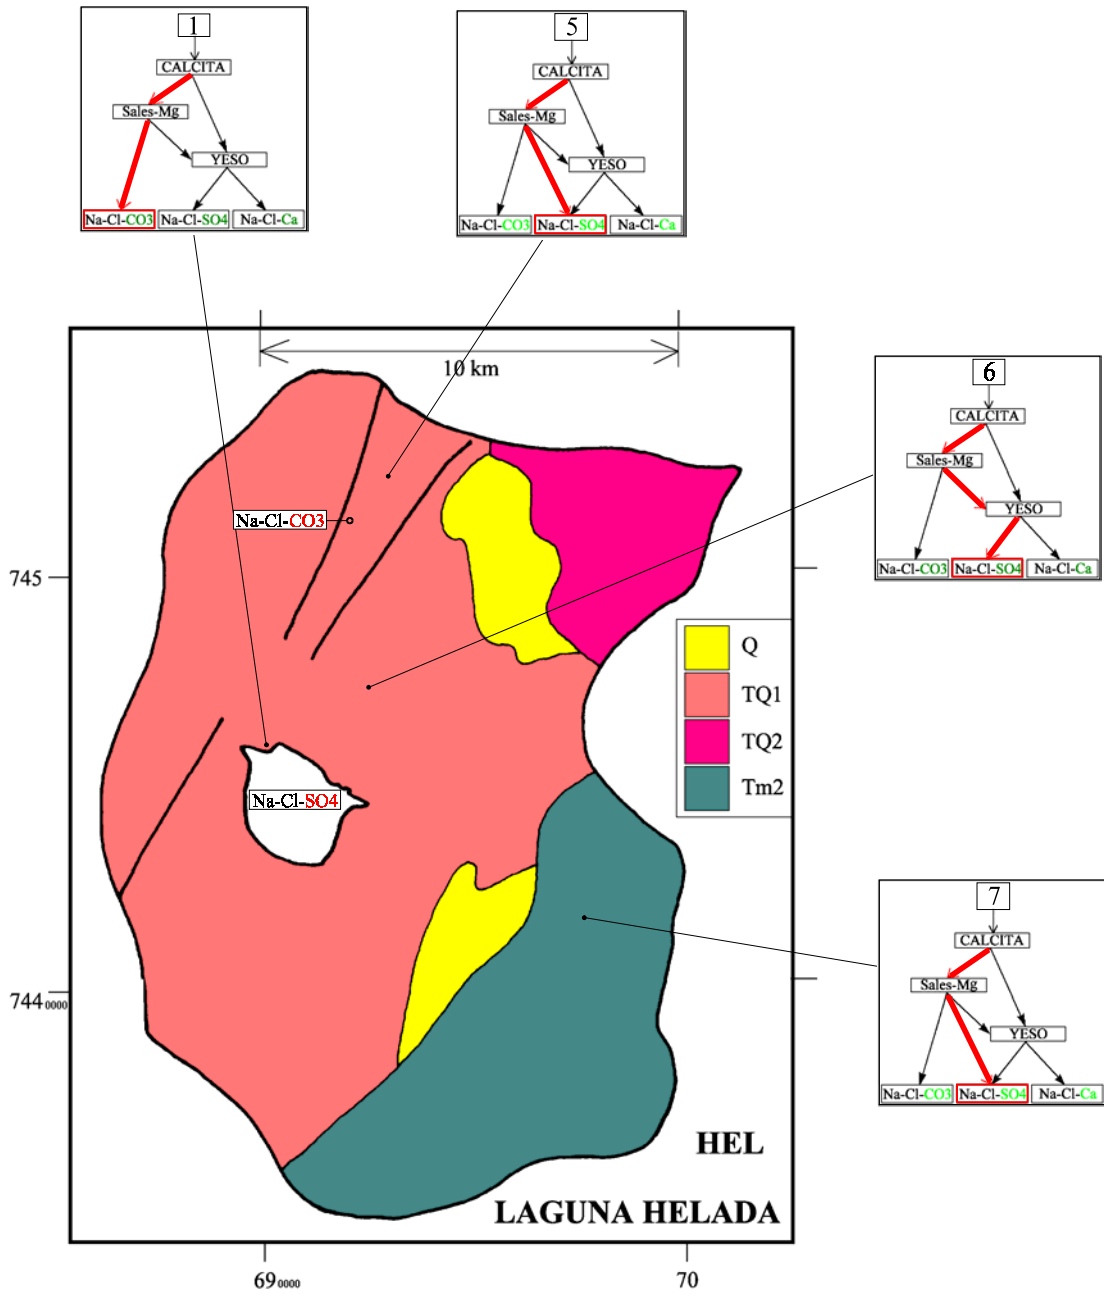 1
CALCITA
Sales-Mg
YESO
Na-Cl-CO3 Na-Cl-SO4 Na-Cl-Ca
5
CALCITA
Sales-Mg
YESO
Na-Cl-CO3 Na-Cl-SO4 Na-Cl-Ca
10 km
6
CALCITA
Sales-Mg
YESO
Na-Cl-CO3 Na-Cl-SO4 Na-Cl-Ca
Na-Cl-CO3
745
Q
TQ1
TQ2
Tm2
Na-Cl-SO4
7
CALCITA
Sales-Mg
YESO
Na-Cl-CO3 Na-Cl-SO4 Na-Cl-Ca
7440000
HEL
LAGUNA HELADA
690000
70